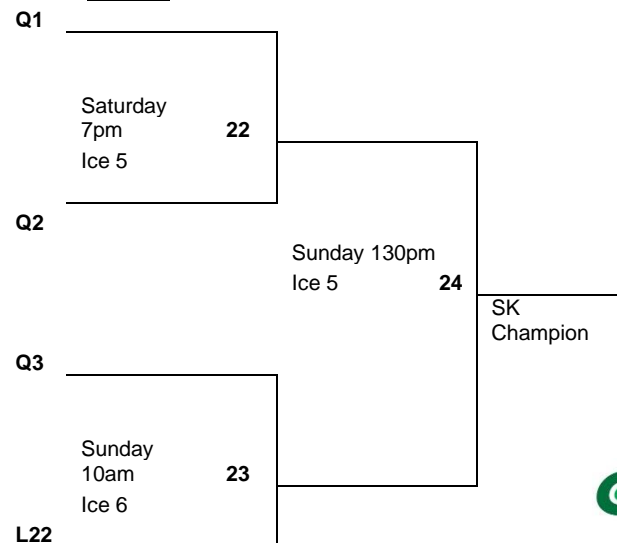 Q1
Saturday
7pm 22
Ice 5
Q2
Sunday 130pm
Ice 5 24
SK
Champion
Q3
Sunday
10am 23
Ice 6
L22